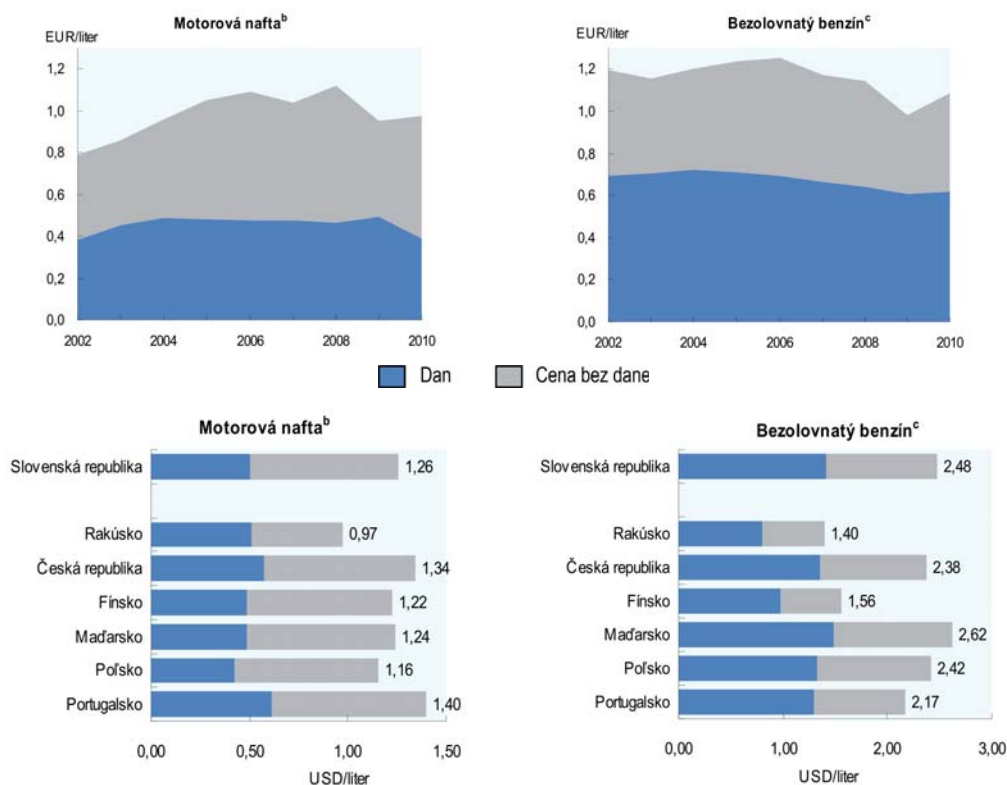 Motorová naftaᵇ
EUR/liter
1,2
1,0
0,8
0,6
0,4
0,2
0,0
2002 2004 2006 2008 2010
Bezolovnatý benzínᶜ
EUR/liter
1,2
1,0
0,8
0,6
0,4
0,2
0,0
2002 2004 2006 2008 2010
Dan Cena bez dane
Motorová naftaᵇ
Slovenská republika 1,26
Rakúsko 0,97
Česká republika 1,34
Fínsko 1,22
Maďarsko 1,24
Poľsko 1,16
Portugalsko 1,40
0,00 0,50 1,00 1,50
USD/liter
Bezolovnatý benzínᶜ
Slovenská republika 2,48
Rakúsko 1,40
Česká republika 2,38
Fínsko 1,56
Maďarsko 2,62
Poľsko 2,42
Portugalsko 2,17
0,00 1,00 2,00 3,00
USD/liter